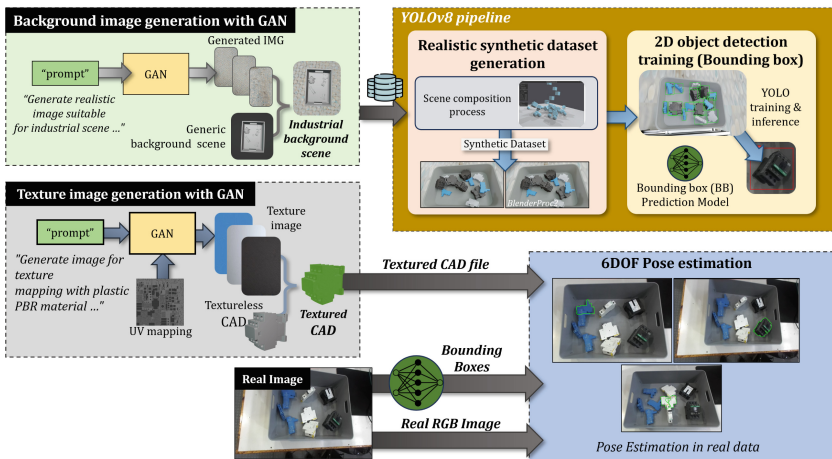 Background image generation with GAN
Generated IMG
“prompt”
GAN
“Generate realistic
image suitable
for industrial scene ...”
Generic
background scene
Industrial
background
scene
YOLOv8 pipeline
Realistic synthetic dataset
generation
Scene composition
process
Synthetic Dataset
BlenderProc2
2D object detection
training (Bounding box)
YOLO
training &
inference
Bounding box (BB)
Prediction Model
Texture image generation with GAN
“prompt”
GAN
Texture
image
"Generate image for
texture
mapping with plastic
PBR material ...”
UV mapping
Textureless
CAD
Textured
CAD
Textured CAD file
6DOF Pose estimation
Real Image
Bounding
Boxes
Real RGB Image
Pose Estimation in real data